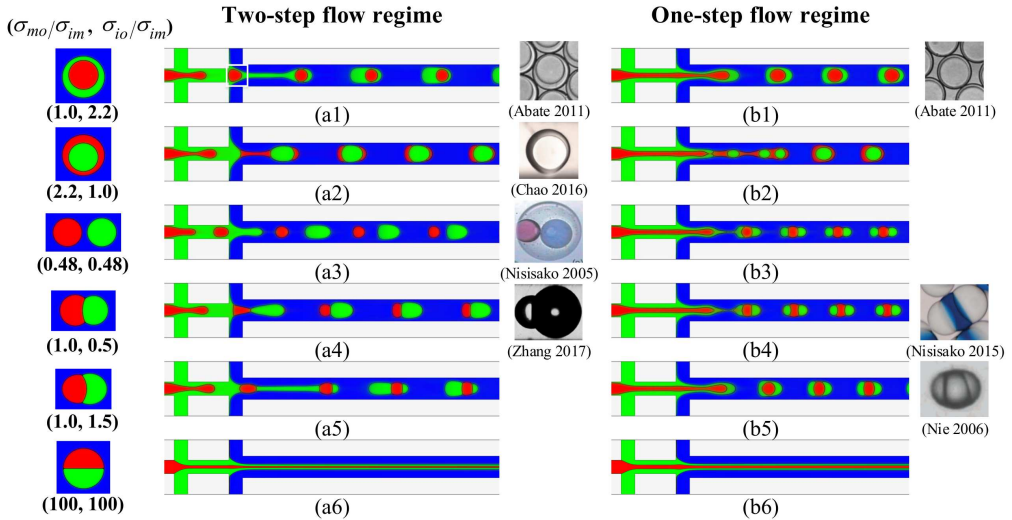 Two-step flow regime
One-step flow regime
(σmo/σim, σio/σim)
(1.0, 2.2)
(a1)
(Abate 2011)
(b1)
(Abate 2011)
(2.2, 1.0)
(a2)
(Chao 2016)
(b2)
(0.48, 0.48)
(a3)
(Nisisako 2005)
(b3)
(1.0, 0.5)
(a4)
(Zhang 2017)
(b4)
(Nisisako 2015)
(1.0, 1.5)
(a5)
(b5)
(Nie 2006)
(100, 100)
(a6)
(b6)